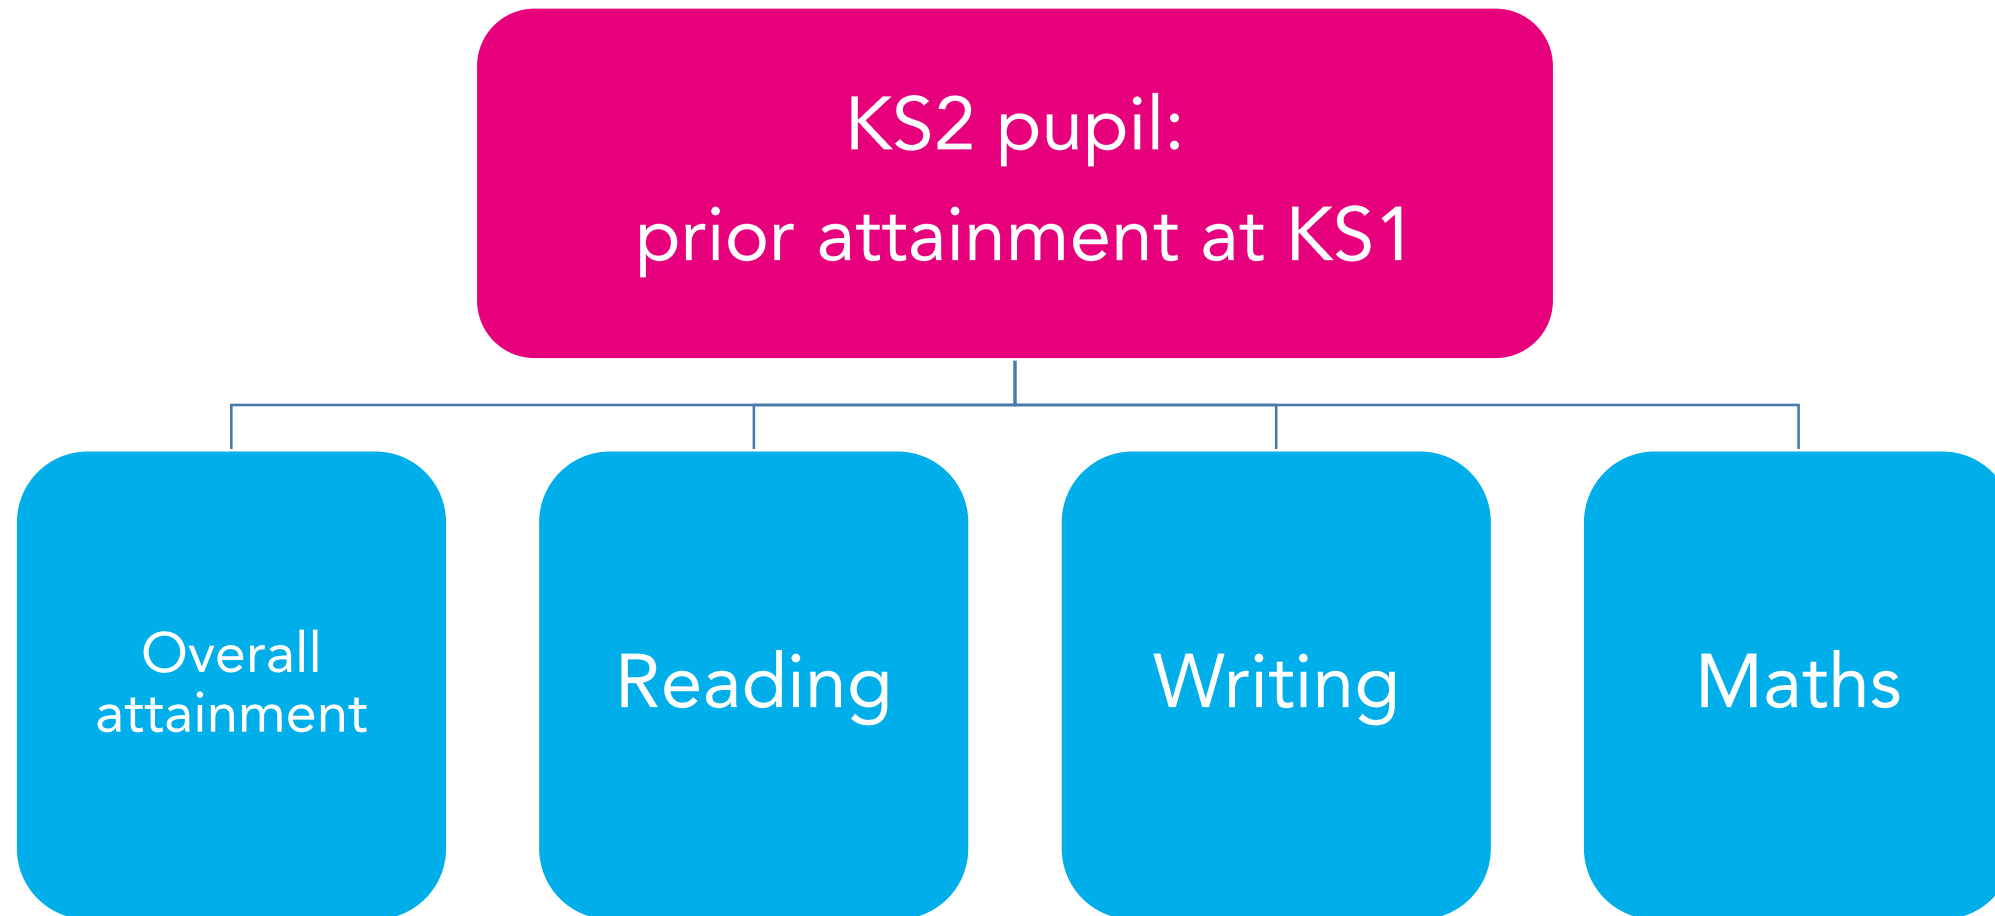 KS2 pupil:
prior attainment at KS1
Overall
attainment
Reading
Writing
Maths